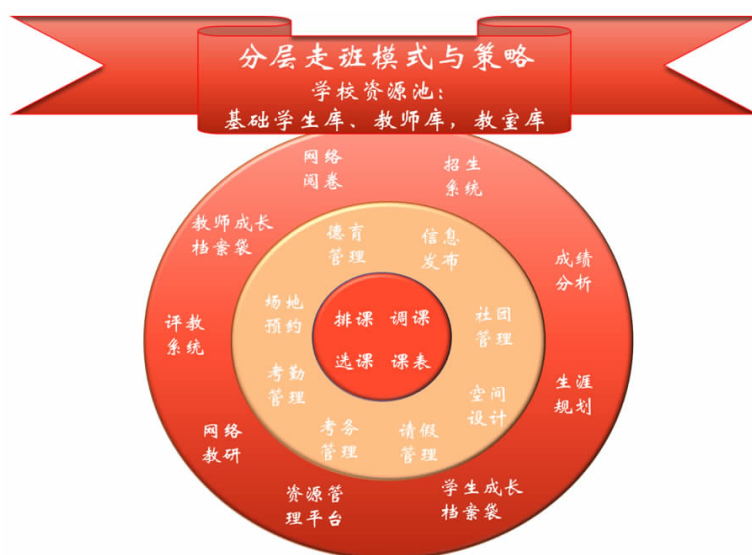 分层走班模式与策略
学校资源池：
基础学生库、教师库，教室库
网络
阅卷
招生
系统
教师成长
档案袋
成绩
分析
评教
系统
生涯
规划
网络
教研
资源管
理平台
学生成长
档案袋
德育
管理
信息
发布
场地
预约
社团
管理
考勤
管理
空间
设计
考务
管理
请假
管理
排课 调课
选课 课表